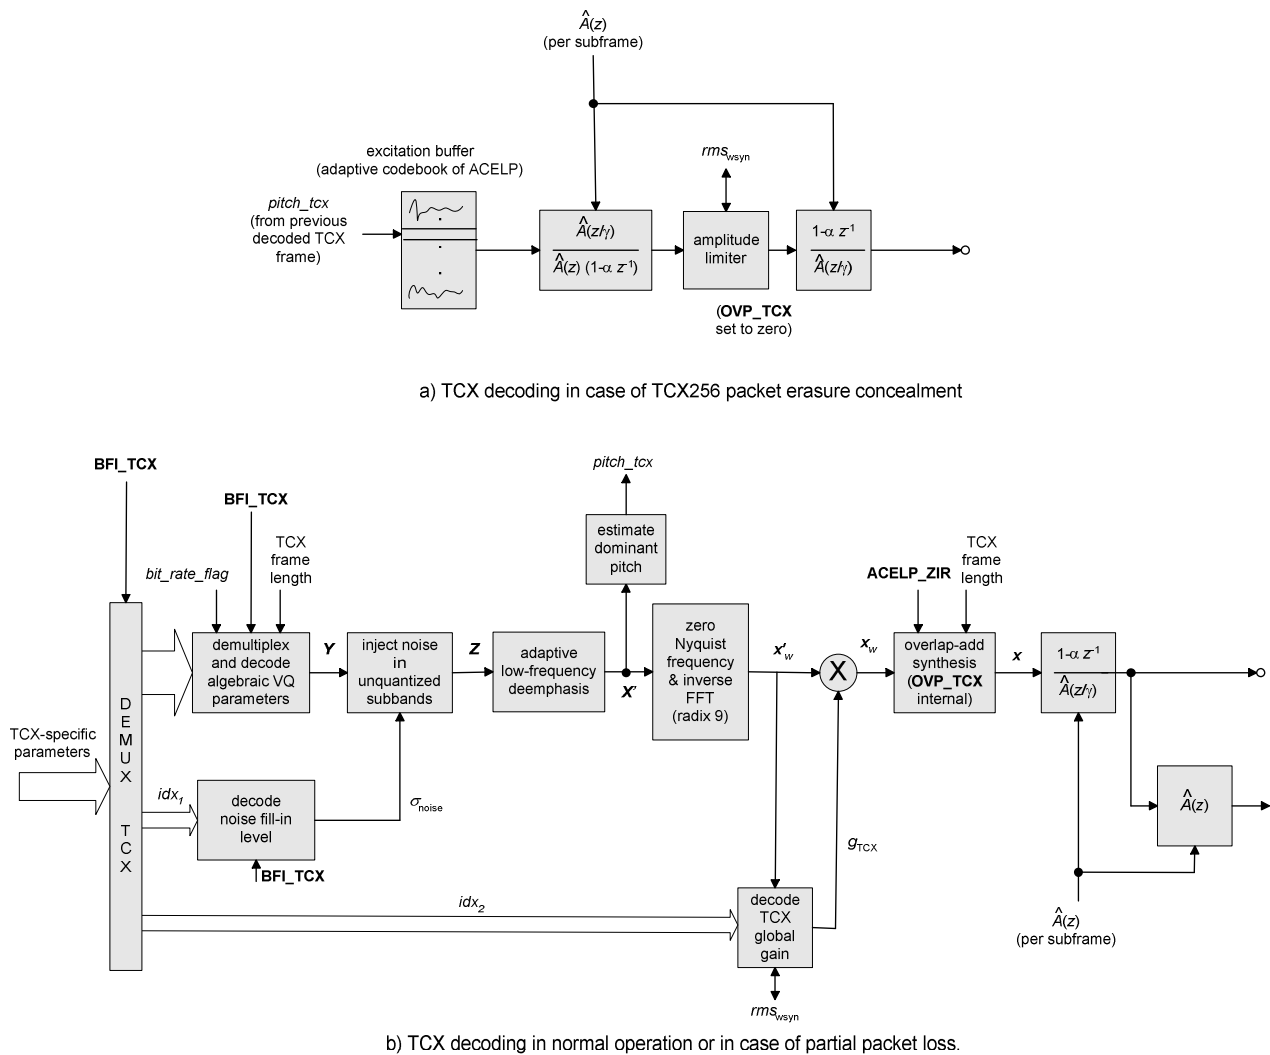 Â(z)
(per subframe)
excitation buffer
(adaptive codebook of ACELP)
rms_wsyn
pitch_tcx
(from previous
decoded TCX
frame)
Â(z/γ)
Â(z) (1-α z⁻¹)
amplitude
limiter
1-α z⁻¹
Â(z/γ)
(OVP_TCX
set to zero)
a) TCX decoding in case of TCX256 packet erasure concealment
BFI_TCX
pitch_tcx
BFI_TCX
estimate
dominant
pitch
TCX
frame
length
bit_rate_flag
TCX
frame
length
ACELP_ZIR
demultiplex
and decode
algebraic VQ
parameters
Y
inject noise
in
unquantized
subbands
Z
adaptive
low-frequency
deemphasis
X'
zero
Nyquist
frequency
& inverse
FFT
(radix 9)
x'_w
X
x_w
overlap-add
synthesis
(OVP_TCX
internal)
x
1-α z⁻¹
Â(z/γ)
DEMUX TCX
TCX-specific
parameters
idx₁
decode
noise fill-in
level
σ_noise
BFI_TCX
Â(z)
g_TCX
idx₂
decode
TCX
global
gain
rms_wsyn
Â(z)
(per subframe)
b) TCX decoding in normal operation or in case of partial packet loss.